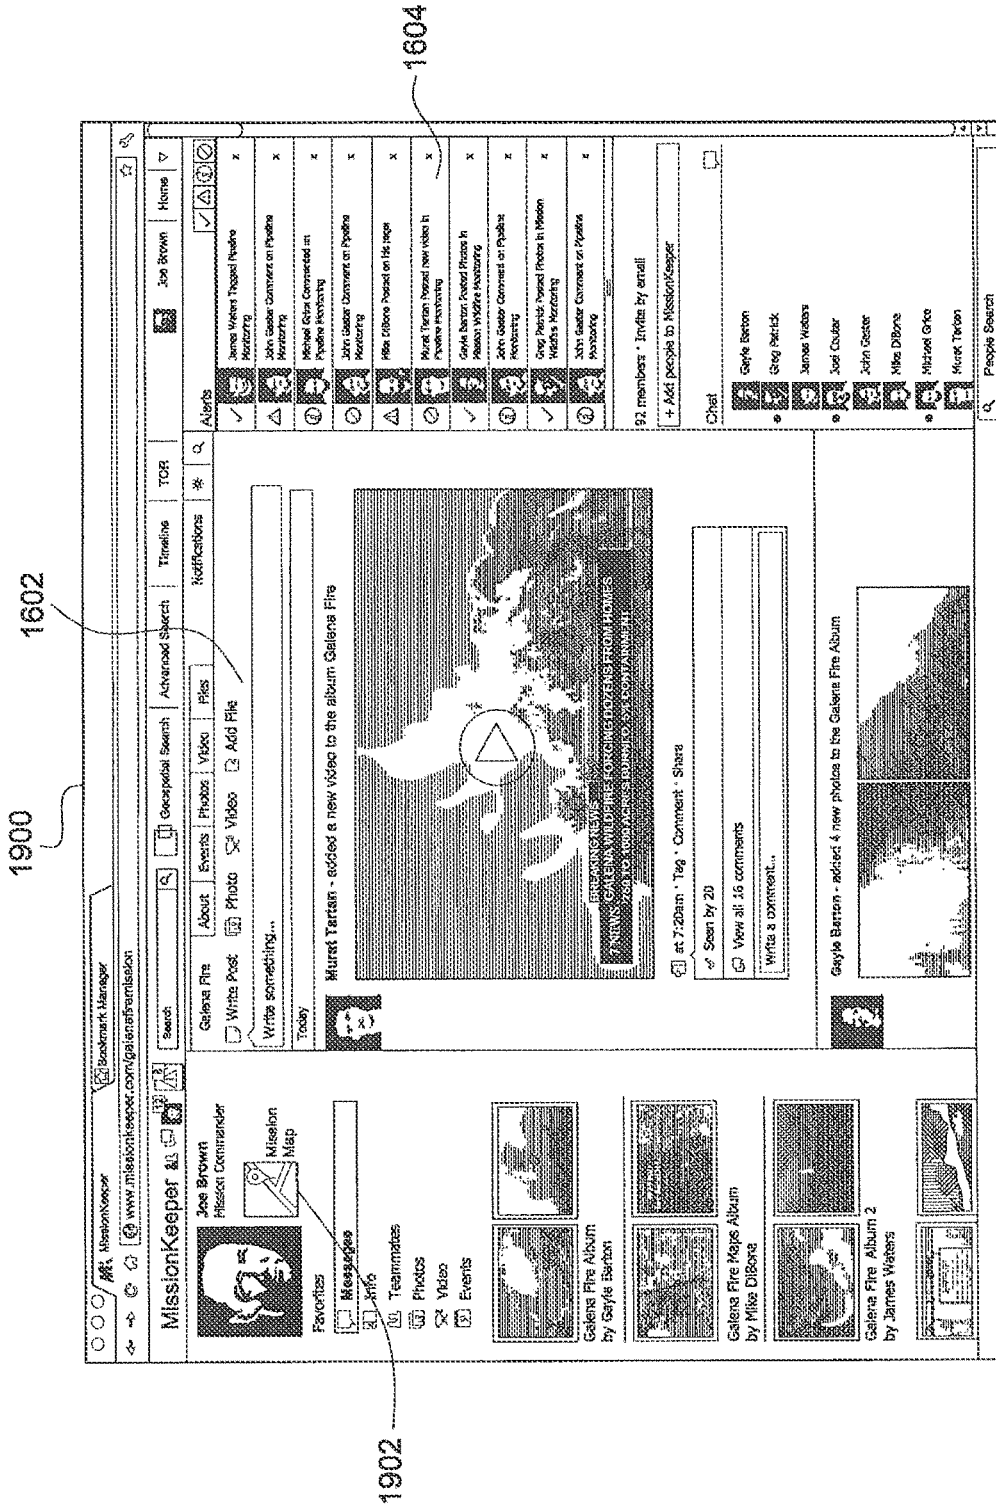 1900
1602
1604
1902
MissionKeeper
Bookmark Manager
www.missionkeeper.com/galenafiremission
MissionKeeper
Search
Geospatial Search
Advanced Search
Timeline
TOR
Joe Brown
Home
Joe Brown
Mission Commander
Mission
Map
Favorites
Messages
Info
Teammates
Photos
Video
Events
Galena Fire Album
by Gayle Barton
Galena Fire Maps Album
by Mike DiBona
Galena Fire Album 2
by James Waters
Galena Fire
About
Events
Photos
Video
Files
Notifications
Write Post
Photo
Video
Add File
Write something...
Today
Murat Tartan - added a new video to the album Galena Fire
BREAKING NEWS
GALENA WILDFIRE FORCING DOZENS FROM HOMES
at 7:20am · Tag · Comment · Share
Seen by 20
View all 16 comments
Write a comment...
Gayle Barton - added 4 new photos to the Galena Fire Album
Alerts
James Waters Tagged Pipeline
Monitoring
John Gaster Comment on Pipeline
Monitoring
Michael Grice Commented on
Pipeline Monitoring
John Gaster Comment on Pipeline
Monitoring
Mike DiBone Posted on his page
Murat Tartan Posted new video in
Pipeline Monitoring
Gayle Barton Posted Photos in
Mission Wildfire Monitoring
John Gaster Comment on Pipeline
Monitoring
Greg Patrick Posted Photos in Mission
Wildfire Monitoring
John Gaster Comment on Pipeline
Monitoring
92 members · Invite by email
+ Add people to MissionKeeper
Chat
Gayle Barton
Greg Patrick
James Waters
Joel Coulter
John Gaster
Mike DiBone
Michael Grice
Murat Tartan
People Search